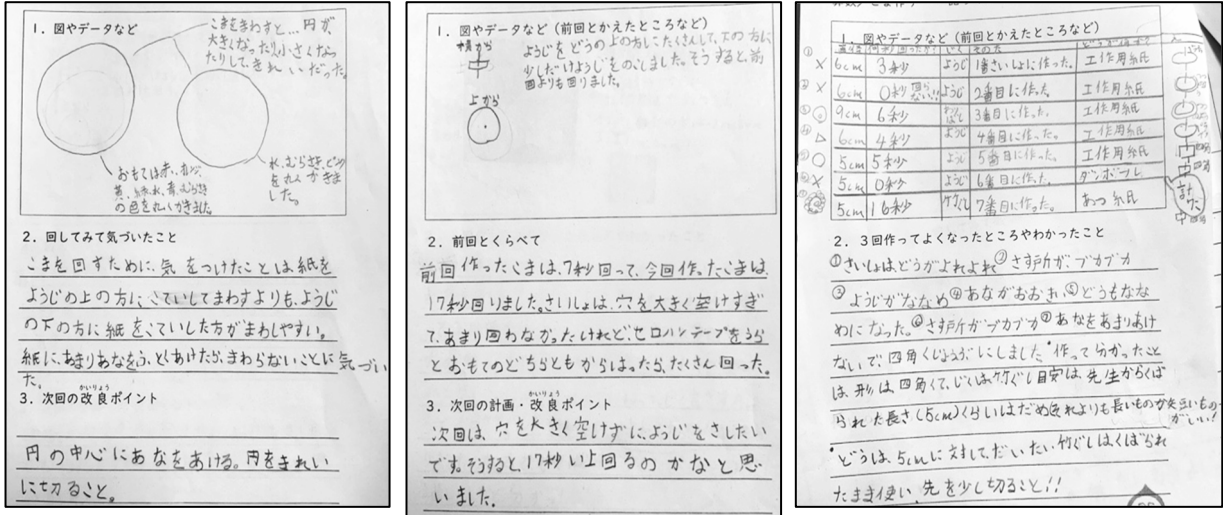 1．図やデータなど
こまをまわすと…円が、
大きくなったり小さくなっ
たりして、きれいだった。
おもては赤、
の色を丸くかきました。
水、むらさき、ピンク
を丸くかきま
した。
2．回してみて気づいたこと
こまを回すために、気をつけたことは、紙を
ようじの上の方に、こていしてまわすよりも、ようじ
の下の方に紙をこていした方がまわしやすい。
紙に、あまりあなをふとくあけたら、まわらないことに気づい
た。
3．次回の改良ポイント
かいりょう
円の中心にあなをあける。円をきれい
に切ること。
1．図やデータなど（前回とかえたところなど）
横から
上から
ようじをどうの上の方にたくさんして、下の方に
少しだけようじをのこしました。そうすると、前
回よりも回りました。
2．前回とくらべて
前回作ったこまは、7秒回って、今回作ったこまは、
17秒回りました。さいしょは、穴を大きく空けすぎ
て、あまり回わなかったけれど、セロハンテープをうら
とおもてのどちらともからはったら、たくさん回った。
3．次回の計画・改良ポイント
かいりょう
次回は、穴を大きく空けずに、ようじをさしたい
です。そうすると、17秒い上回るのかなと思
いました。
1．図やデータなど（前回とかえたところなど）
① × 6cm 3秒 ようじ 1番さいしょに作った。 工作用紙
② × 6cm 0秒 ようじ 2番目に作った。 工作用紙
③ 9cm 6秒 3番目に作った。 工作用紙
④ △ 6cm 4秒 ようじ 4番目に作った。 工作用紙
⑤ ○ 5cm 5秒 ようじ 5番目に作った。 工作用紙
⑥ × 5cm 0秒 ようじ 6番目に作った。 ダンボール
⑦ 5cm 16秒 竹ぐし 7番目に作った。 あつ紙
2．3回作ってよくなったところやわかったこと
①さいしょは、どうがよれよれ②さす所が、ブカブカ
③ようじがななめ④あながおおきい⑤どうもなな
めになった。⑥さす所がブカブカ⑦あなをあまりあけ
ないで、四角くじょうぶにしました・作って分かったこと
は、形は、四角くて、じくは、竹ぐし目安は、先生からくば
られた長さ(5cm)くらいはだめそれよりも長いものが
がいい!
・どうは、5cmに対して、だいたい竹ぐしは、くばられ
たまま使い、先を少し切ること!!